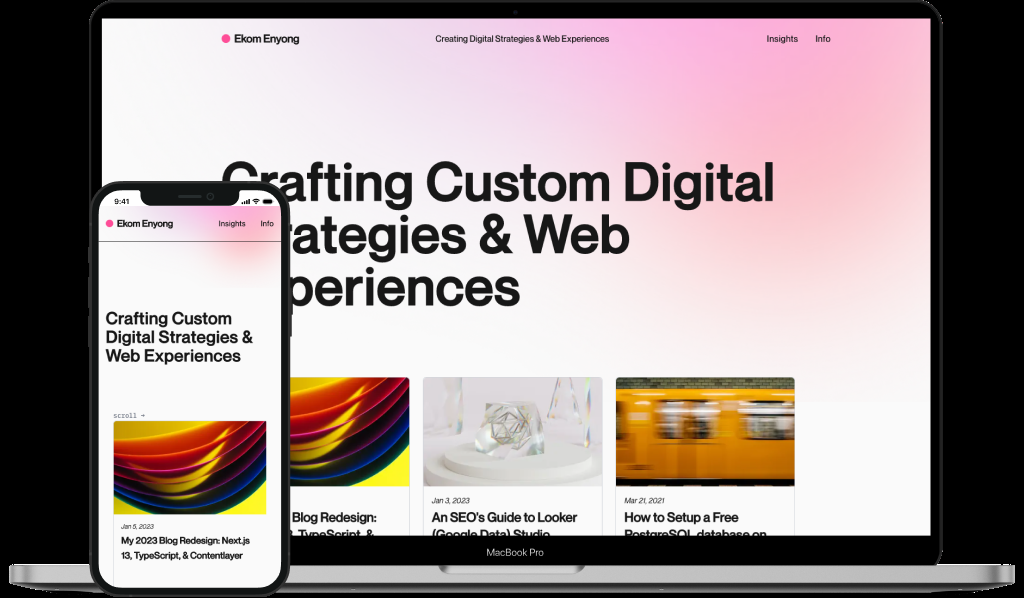 Ekom Enyong
Creating Digital Strategies & Web Experiences
Insights
Info
Crafting Custom Digital
rategies & Web
periences
Jan 3, 2023
Mar 21, 2021
Blog Redesign:
An SEO's Guide to Looker
How to Setup a Free
TypeScript, &
(Google Data) Studio
PostgreSQL database on
MacBook Pro
9:41
Ekom Enyong
Insights
Info
Crafting Custom
Digital Strategies &
Web Experiences
scroll →
Jan 5, 2023
My 2023 Blog Redesign: Next.js
13, TypeScript, & Contentlayer